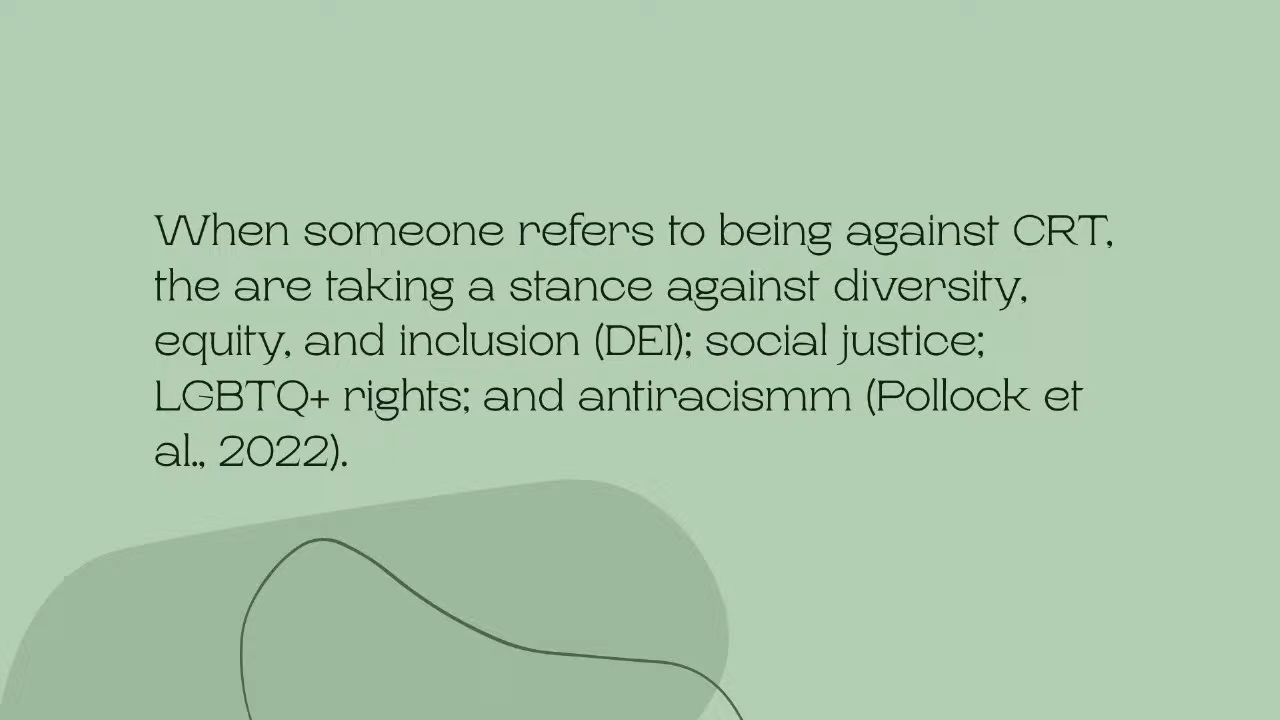 When someone refers to being against CRT,
the are taking a stance against diversity,
equity, and inclusion (DEI); social justice;
LGBTQ+ rights; and antiracismm (Pollock et
al., 2022).